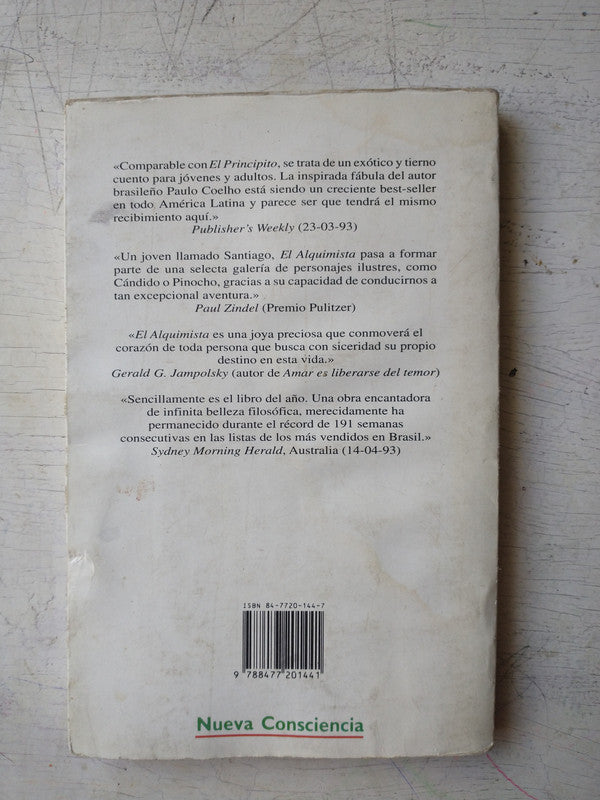 «Comparable con El Principito, se trata de un exótico y tierno
cuento para jóvenes y adultos. La inspirada fábula del autor
brasileño Paulo Coelho está siendo un creciente best-seller
en todo América Latina y parece ser que tendrá el mismo
recibimiento aquí.»
Publisher's Weekly (23-03-93)
«Un joven llamado Santiago, El Alquimista pasa a formar
parte de una selecta galería de personajes ilustres, como
Cándido o Pinocho, gracias a su capacidad de conducirnos a
tan excepcional aventura.»
Paul Zindel (Premio Pulitzer)
«El Alquimista es una joya preciosa que conmoverá el
corazón de toda persona que busca con siceridad su propio
destino en esta vida.»
Gerald G. Jampolsky (autor de Amar es liberarse del temor)
«Sencillamente es el libro del año. Una obra encantadora
de infinita belleza filosófica, merecidamente ha
permanecido durante el récord de 191 semanas
consecutivas en las listas de los más vendidos en Brasil.»
Sydney Morning Herald, Australia (14-04-93)
ISBN 84-7720-144-7
9 788477 201441
Nueva Consciencia